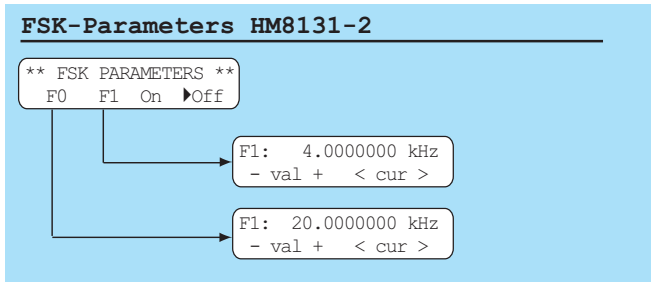 FSK-Parameters HM8131-2
** FSK PARAMETERS **
F0 F1 On ▶Off
F1: 4.0000000 kHz
- val + < cur >
F1: 20.0000000 kHz
- val + < cur >